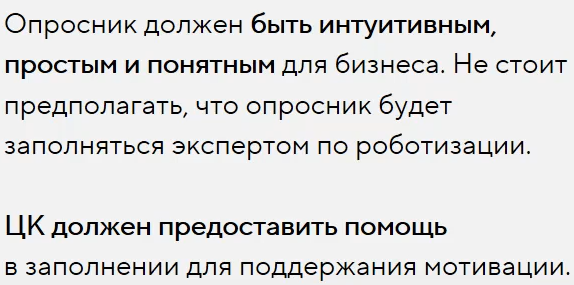 Опросник должен быть интуитивным,
простым и понятным для бизнеса. Не стоит
предполагать, что опросник будет
заполняться экспертом по роботизации.
ЦК должен предоставить помощь
в заполнении для поддержания мотивации.